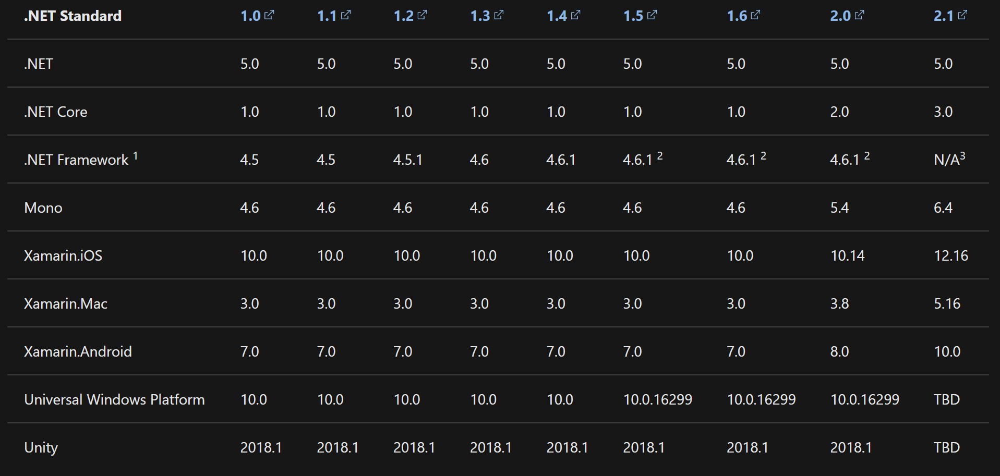 .NET Standard 1.0 1.1 1.2 1.3 1.4 1.5 1.6 2.0 2.1
.NET 5.0 5.0 5.0 5.0 5.0 5.0 5.0 5.0 5.0
.NET Core 1.0 1.0 1.0 1.0 1.0 1.0 1.0 2.0 3.0
.NET Framework ¹ 4.5 4.5 4.5.1 4.6 4.6.1 4.6.1 ² 4.6.1 ² 4.6.1 ² N/A³
Mono 4.6 4.6 4.6 4.6 4.6 4.6 4.6 5.4 6.4
Xamarin.iOS 10.0 10.0 10.0 10.0 10.0 10.0 10.0 10.14 12.16
Xamarin.Mac 3.0 3.0 3.0 3.0 3.0 3.0 3.0 3.8 5.16
Xamarin.Android 7.0 7.0 7.0 7.0 7.0 7.0 7.0 8.0 10.0
Universal Windows Platform 10.0 10.0 10.0 10.0 10.0 10.0.16299 10.0.16299 10.0.16299 TBD
Unity 2018.1 2018.1 2018.1 2018.1 2018.1 2018.1 2018.1 2018.1 TBD